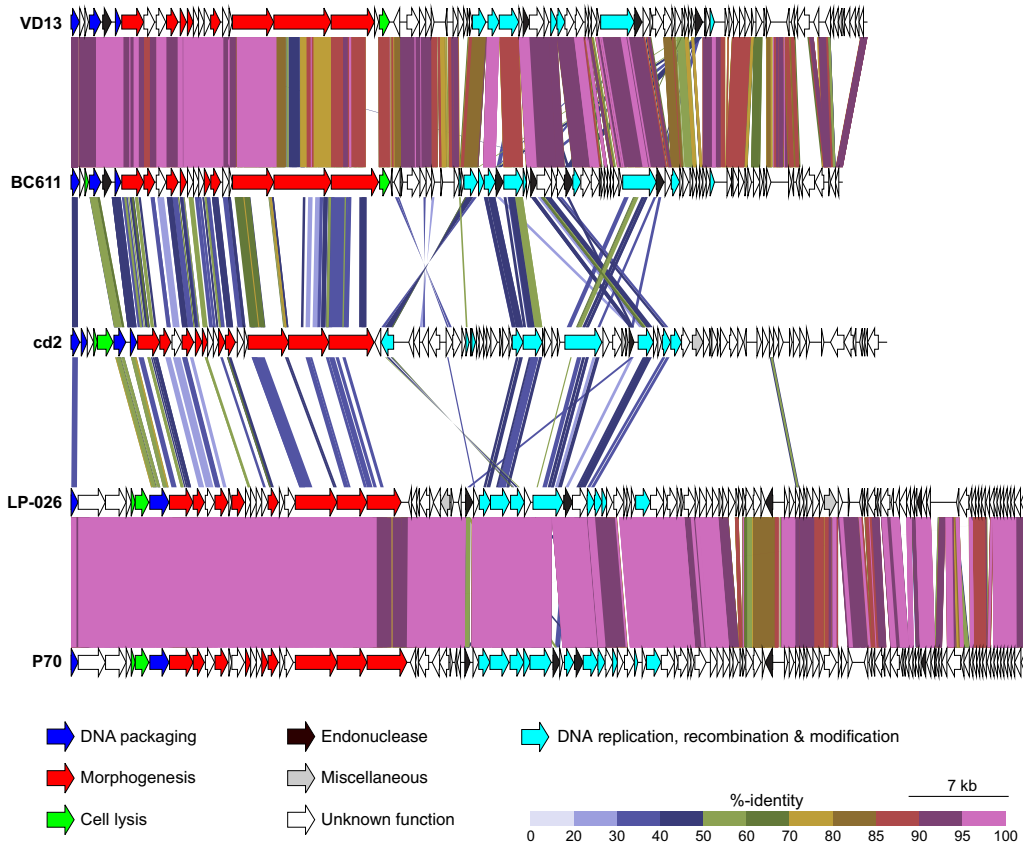 VD13
BC611
cd2
LP-026
P70
DNA packaging
Endonuclease
DNA replication, recombination & modification
Morphogenesis
Miscellaneous
7 kb
%-identity
Cell lysis
Unknown function
0 20 30 40 50 60 70 80 85 90 95 100